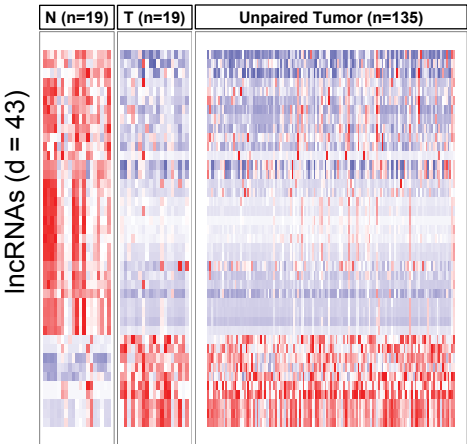 N (n=19) T (n=19) Unpaired Tumor (n=135)
lncRNAs (d = 43)